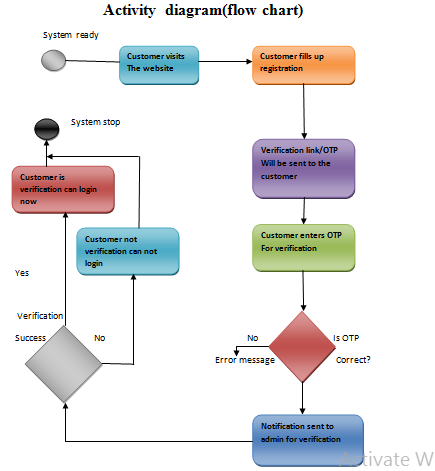 Activity diagram(flow chart)
System ready
Customer visits
The website
Customer fills up
registration
System stop
Verification link/OTP
Will be sent to the
customer
Customer is
verification can login
now
Customer not
verification can not
login
Customer enters OTP
For verification
Yes
Verification
Success
No
No
Is OTP
Error message
Correct?
Notification sent to
admin for verification
Activate W